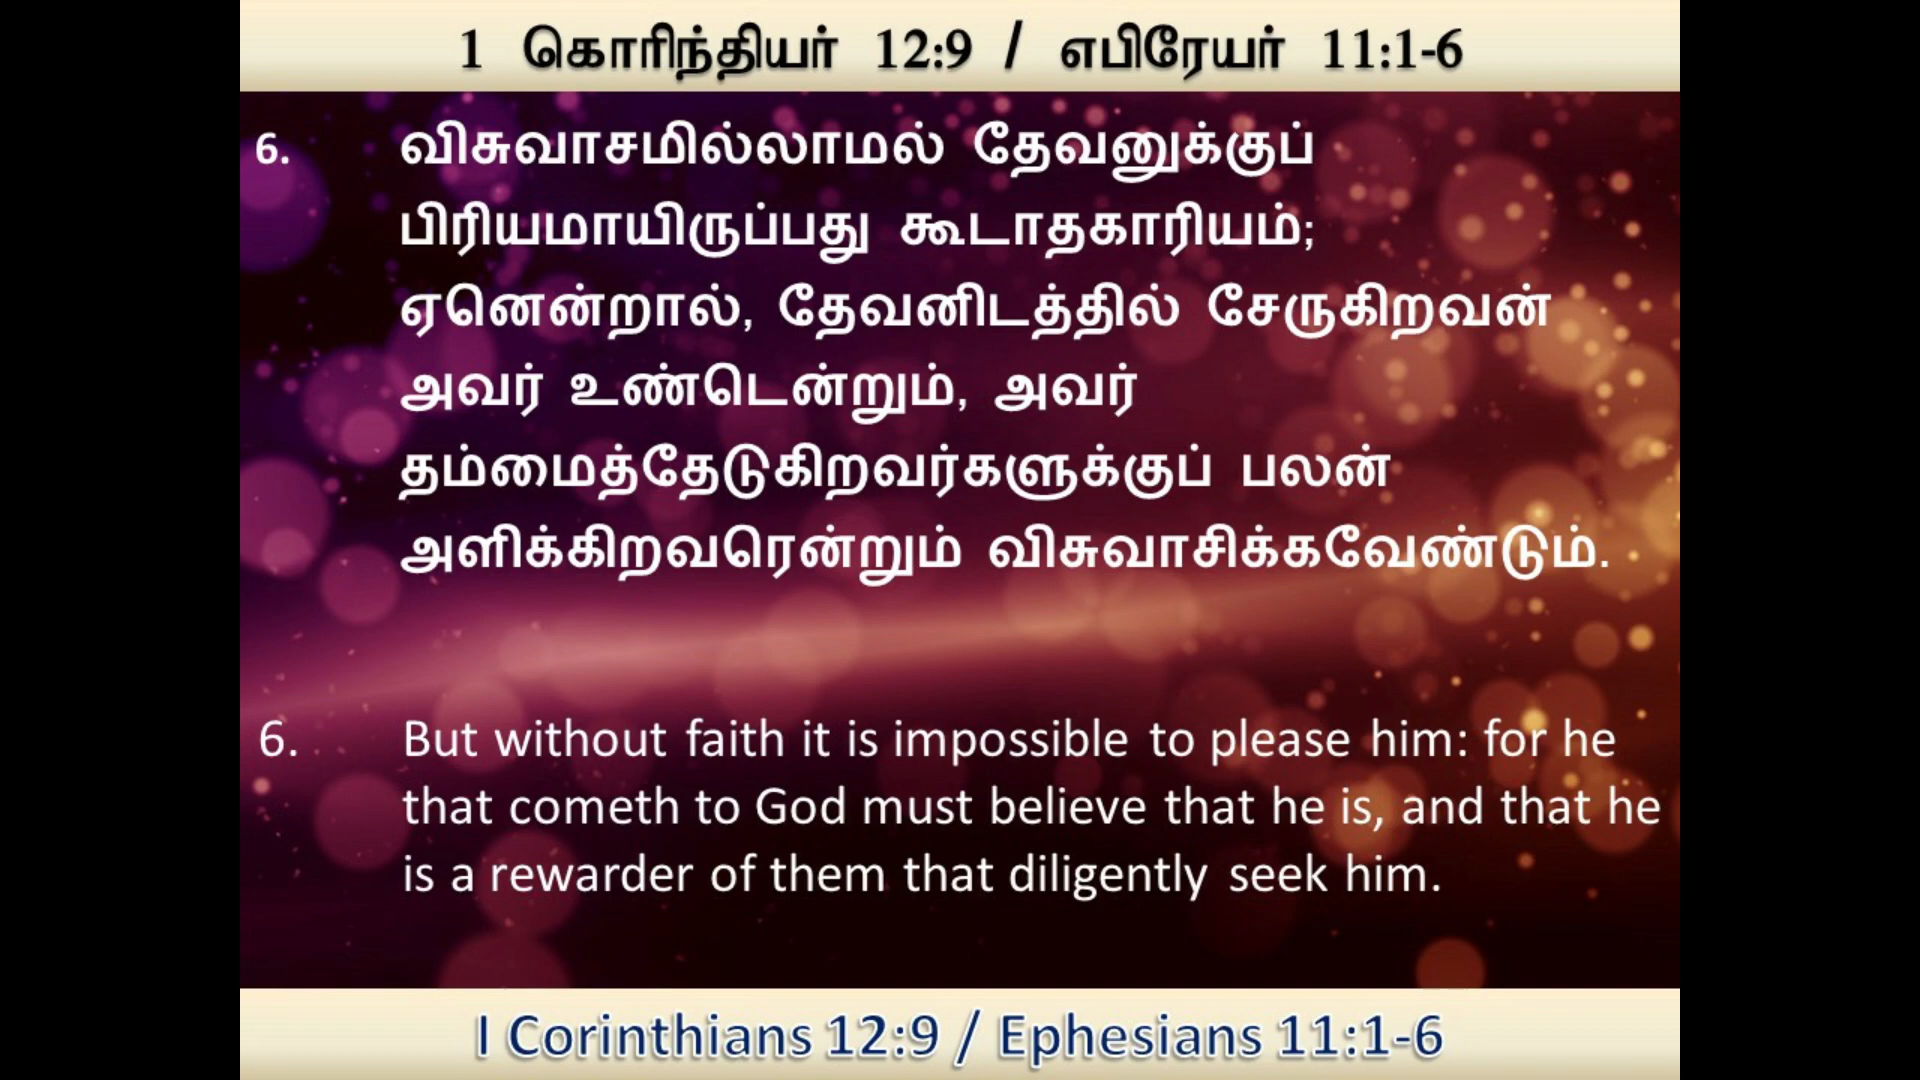 1 கொரிந்தியர் 12:9 / எபிரேயர் 11:1-6
6. விசுவாசமில்லாமல் தேவனுக்குப்
பிரியமாயிருப்பது கூடாதகாரியம்;
ஏனென்றால், தேவனிடத்தில் சேருகிறவன்
அவர் உண்டென்றும், அவர்
தம்மைத்தேடுகிறவர்களுக்குப் பலன்
அளிக்கிறவரென்றும் விசுவாசிக்கவேண்டும்.
6. But without faith it is impossible to please him: for he
that cometh to God must believe that he is, and that he
is a rewarder of them that diligently seek him.
I Corinthians 12:9 / Ephesians 11:1-6